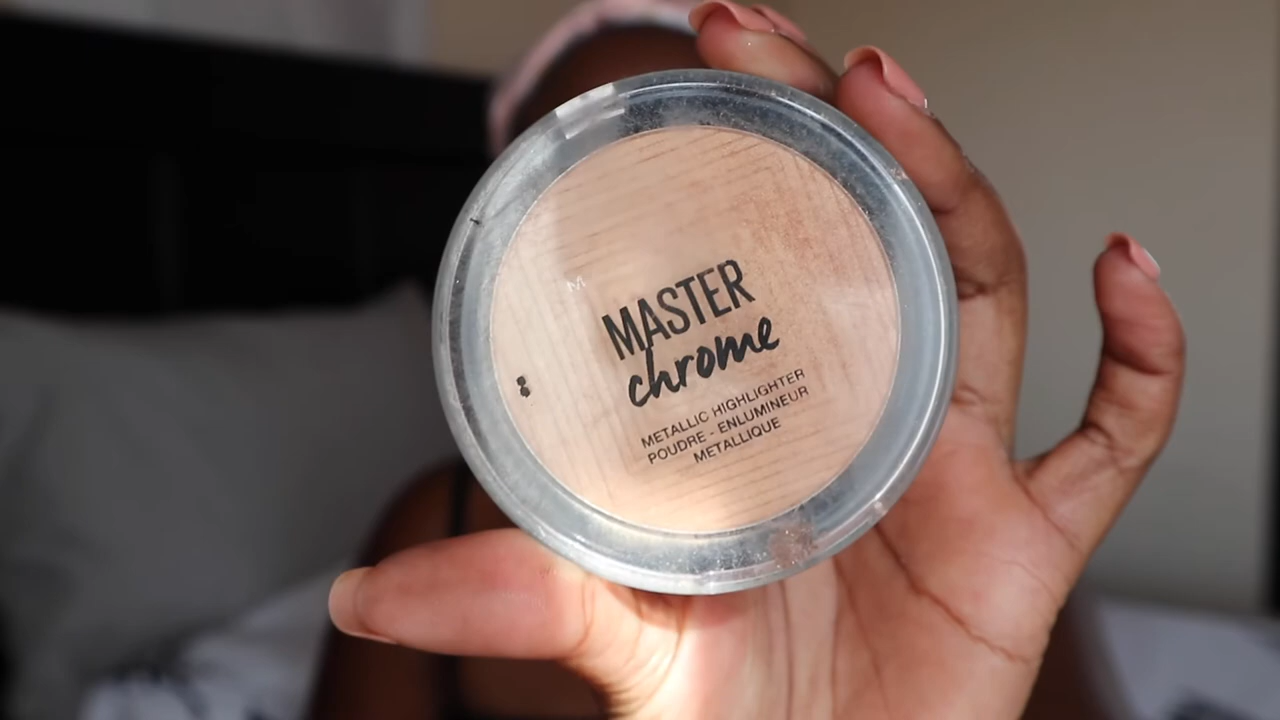 M
MASTER
chrome
METALLIC HIGHLIGHTER
POUDRE - ENLUMINEUR
METALLIQUE